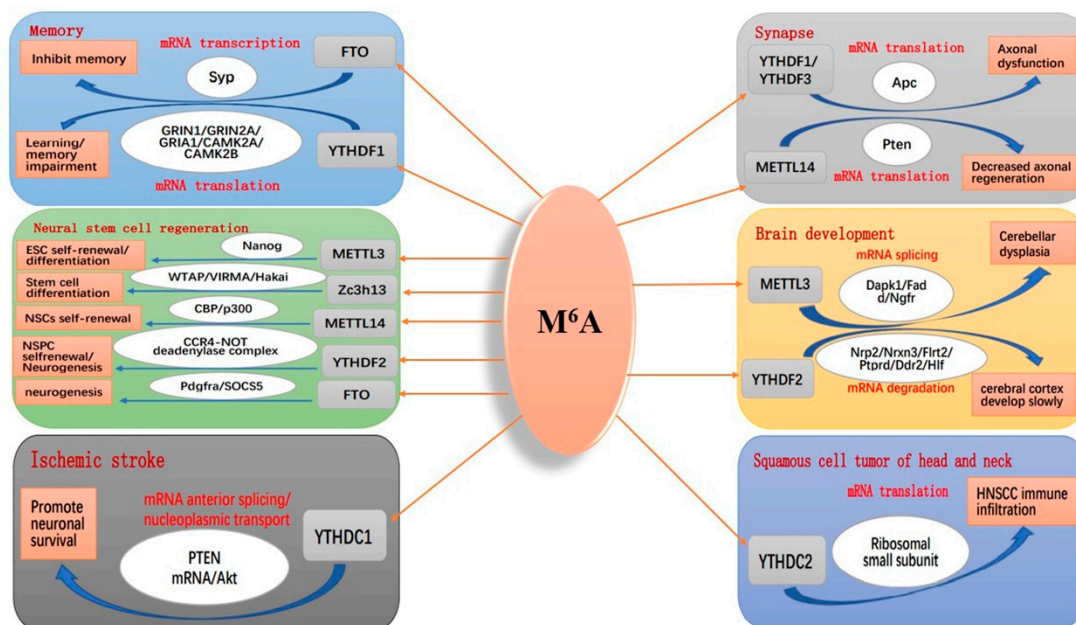 Memory
mRNA transcription
FTO
Inhibit memory
Syp
GRIN1/GRIN2A/
GRIA1/CAMK2A/
CAMK2B
Learning/
memory
impairment
YTHDF1
mRNA translation
Neural stem cell regeneration
ESC self-renewal/
differentiation
Nanog
METTL3
Stem cell
differentiation
WTAP/VIRMA/Hakai
Zc3h13
NSCs self-renewal
CBP/p300
METTL14
NSPC
selfrenewal/
Neurogenesis
CCR4-NOT
deadenylase complex
YTHDF2
neurogenesis
Pdgfra/SOCS5
FTO
Ischemic stroke
Promote
neuronal
survival
mRNA anterior splicing/
nucleoplasmic transport
YTHDC1
PTEN
mRNA/Akt
M⁶A
Synapse
mRNA translation
YTHDF1/
YTHDF3
Apc
Axonal
dysfunction
METTL14
Pten
mRNA translation
Decreased axonal
regeneration
Brain development
mRNA splicing
Cerebellar
dysplasia
METTL3
Dapk1/Fad
d/Ngfr
YTHDF2
Nrp2/Nrxn3/Flrt2/
Ptprd/Ddr2/Hlf
mRNA degradation
cerebral cortex
develop slowly
Squamous cell tumor of head and neck
mRNA translation
HNSCC immune
infiltration
YTHDC2
Ribosomal
small subunit